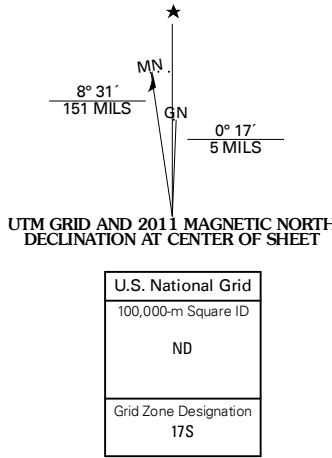 ★
MN
GN
8° 31´
151 MILS
0° 17´
5 MILS
UTM GRID AND 2011 MAGNETIC NORTH
DECLINATION AT CENTER OF SHEET
U.S. National Grid
100,000-m Square ID
ND
Grid Zone Designation
17S